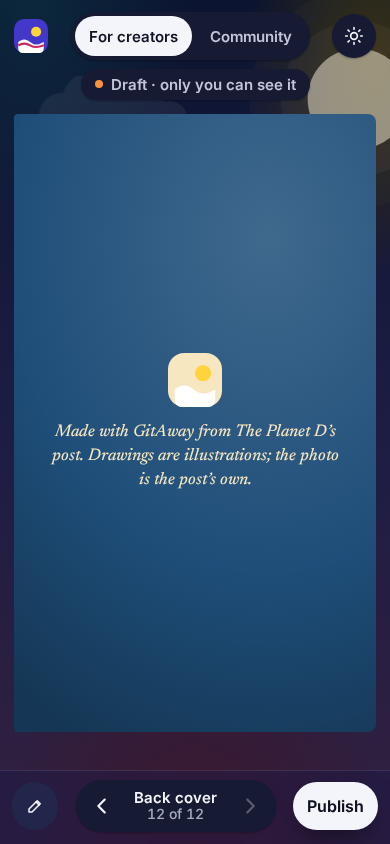 For creators
Community
Draft · only you can see it
Made with GitAway from The Planet D’s
post. Drawings are illustrations; the photo
is the post’s own.
Back cover
12 of 12
Publish